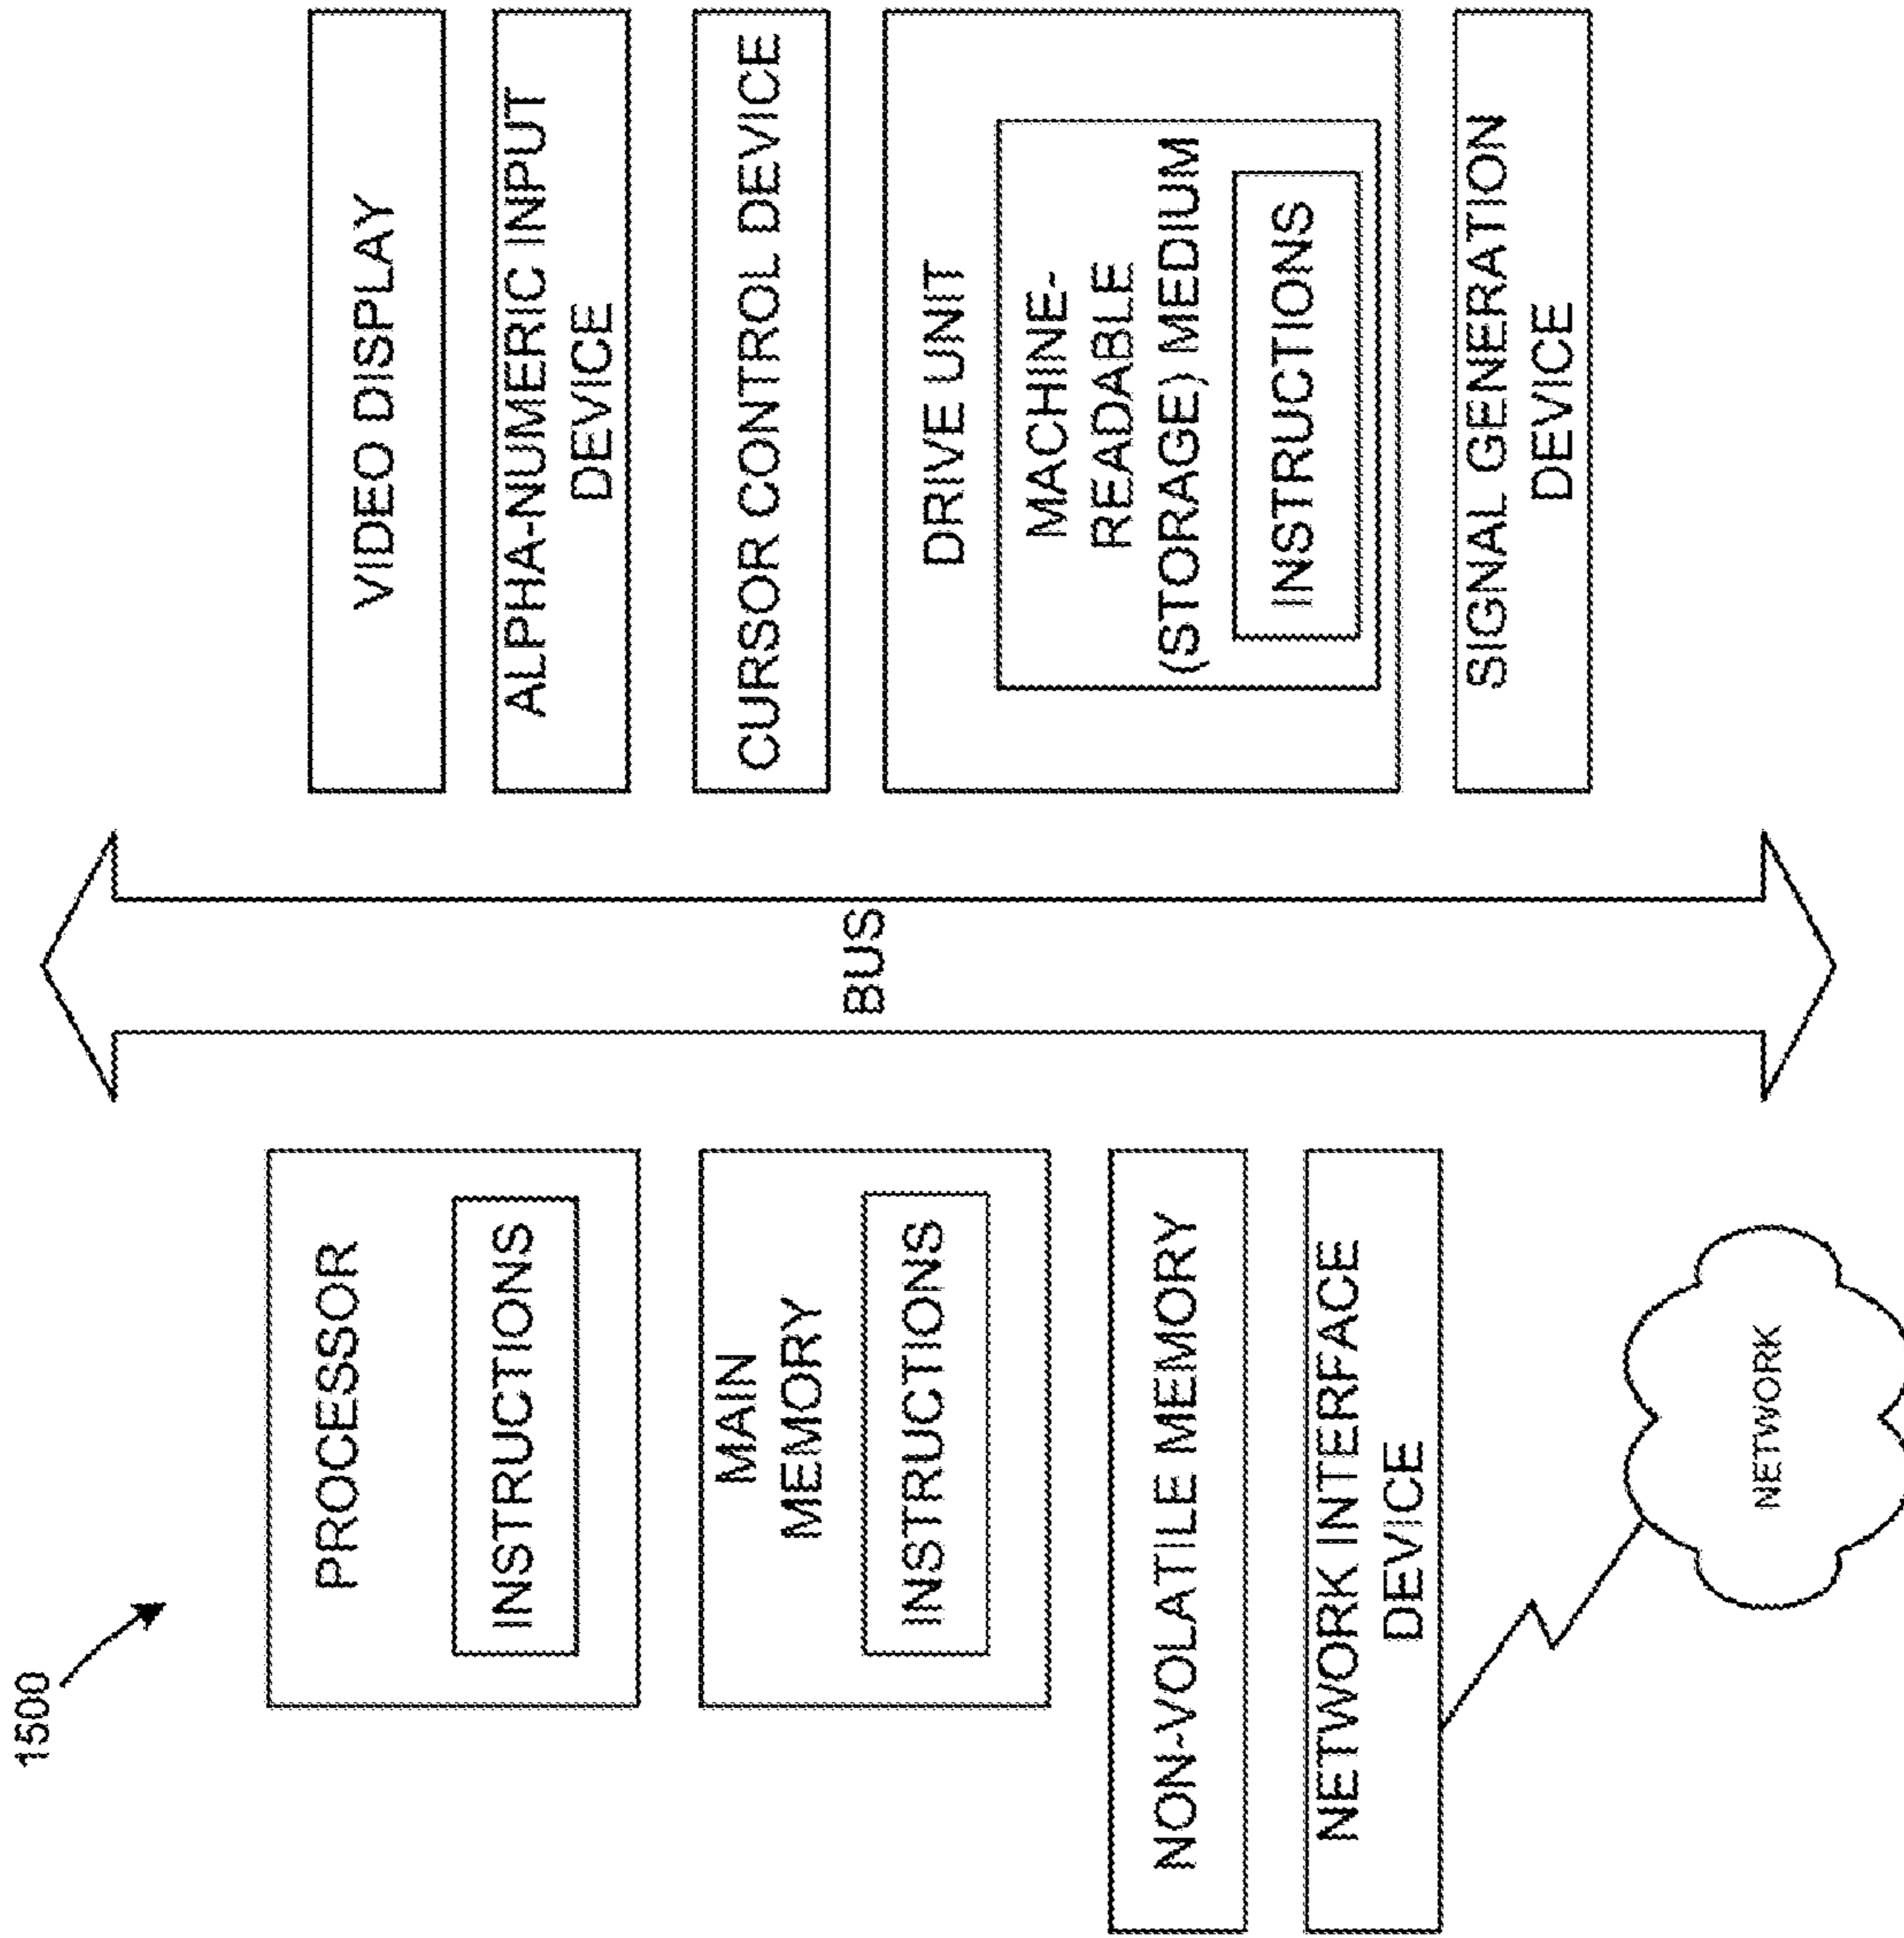 1500
PROCESSOR
INSTRUCTIONS
MAIN
MEMORY
INSTRUCTIONS
NON-VOLATILE MEMORY
NETWORK INTERFACE
DEVICE
NETWORK
BUS
VIDEO DISPLAY
ALPHA-NUMERIC INPUT
DEVICE
CURSOR CONTROL DEVICE
DRIVE UNIT
MACHINE-
READABLE
(STORAGE) MEDIUM
INSTRUCTIONS
SIGNAL GENERATION
DEVICE